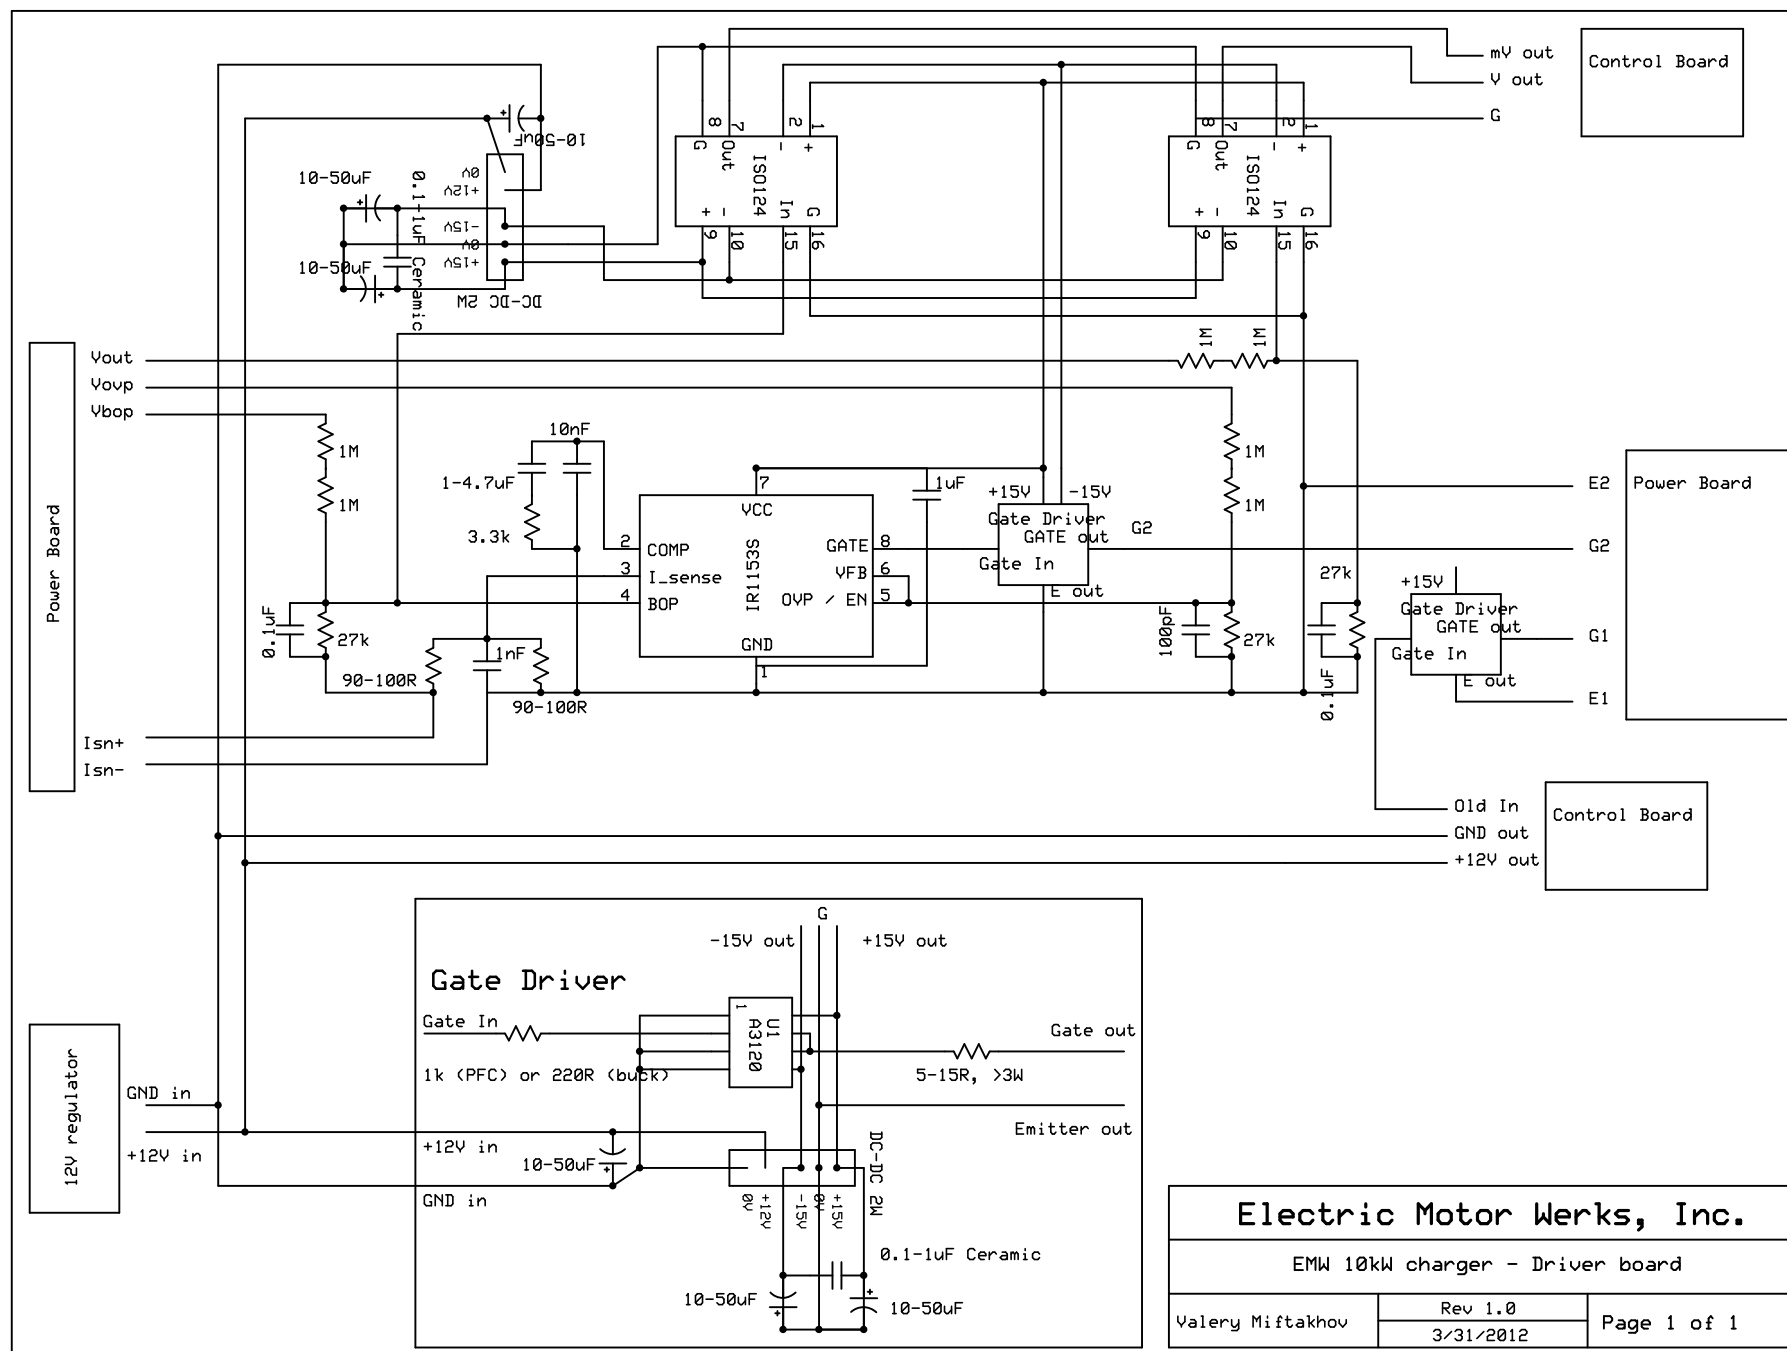 mV out
V out
G
Control Board
10-50uF
0V
+12V
-15V
0V
+15V
DC-DC 2W
10-50uF
10-50uF
0.1-1uF Ceramic
8
7
2
1
G
Out
-
+
ISO124
+
-
In
G
9
10
15
16
8
7
2
1
G
Out
-
+
ISO124
+
-
In
G
9
10
15
16
Power Board
Vout
Vovp
Vbop
1M
1M
1M
1M
10nF
1-4.7uF
3.3k
7
VCC
1uF
2
COMP
3
I_sense
4
BOP
IR1153S
GATE
8
VFB
6
OVP / EN
5
GND
1
+15V
-15V
Gate Driver
GATE out
Gate In
E out
G2
1M
1M
0.1uF
27k
90-100R
1nF
90-100R
100pF
27k
27k
0.1uF
E2
G2
G1
E1
Power Board
+15V
Gate Driver
GATE out
Gate In
E out
Isn+
Isn-
Old In
GND out
+12V out
Control Board
G
-15V out
+15V out
Gate Driver
Gate In
1
U1
A3120
Gate out
1k (PFC) or 220R (buck)
5-15R, >3W
Emitter out
12V regulator
GND in
+12V in
+12V in
10-50uF
GND in
DC-DC 2W
0V
+12V
-15V
0V
+15V
0.1-1uF Ceramic
10-50uF
10-50uF
Electric Motor Werks, Inc.
EMW 10kW charger - Driver board
Valery Miftakhov
Rev 1.0
3/31/2012
Page 1 of 1